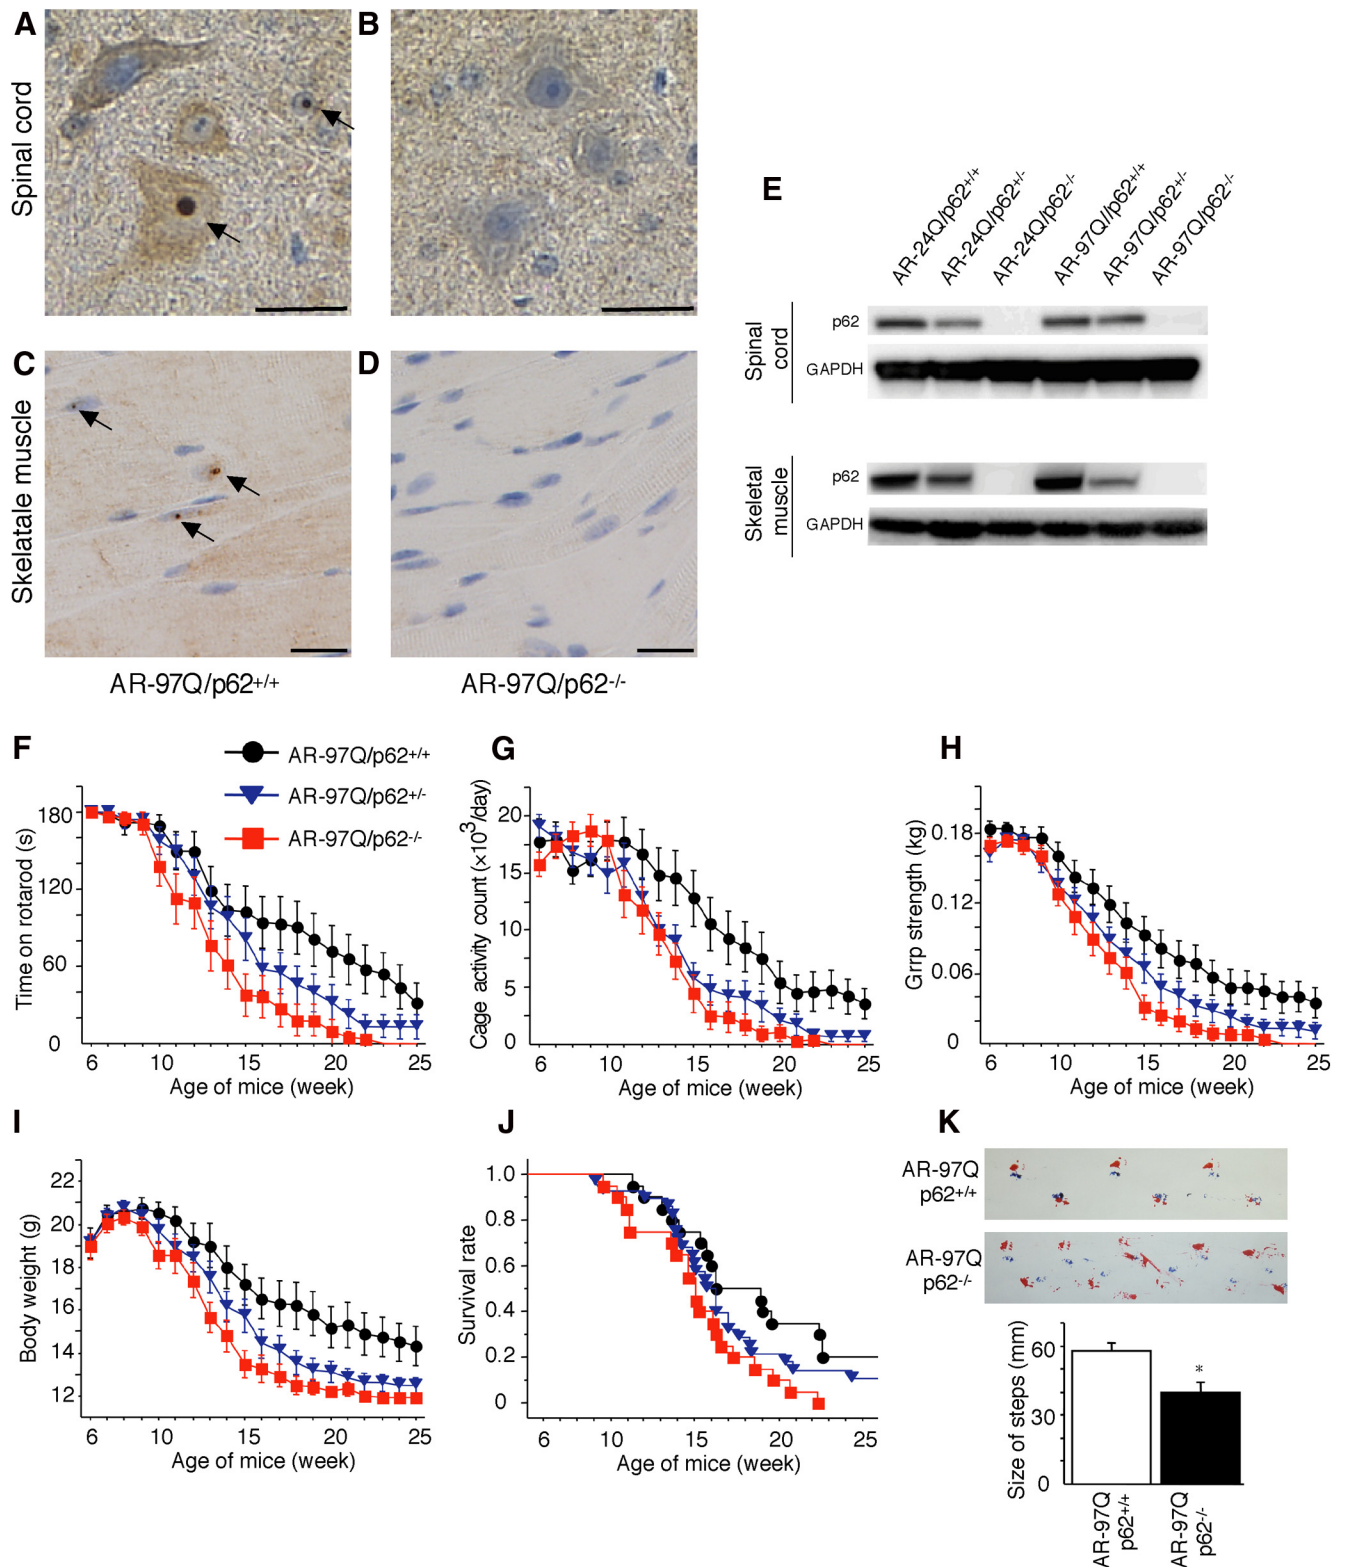 A
B
Spinal cord
C
D
Skelatale muscle
AR-97Q/p62+/+
AR-97Q/p62-/-
E
AR-24Q/p62+/+
AR-24Q/p62+/-
AR-24Q/p62-/-
AR-97Q//p62+/+
AR-97Q/p62+/-
AR-97Q/p62-/-
Spinal
cord
p62
GAPDH
Skeletal
muscle
p62
GAPDH
F
AR-97Q/p62+/+
AR-97Q/p62+/-
AR-97Q/p62-/-
Time on rotarod (s)
180
120
60
0
6 10 15 20 25
Age of mice (week)
G
Cage activity count (×10³/day)
20
15
10
5
0
6 10 15 20 25
Age of mice (week)
H
Grrp strength (kg)
0.18
0.12
0.06
0
6 10 15 20 25
Age of mice (week)
I
Body weight (g)
22
20
18
16
14
12
6 10 15 20 25
Age of mice (week)
J
Survival rate
1.0
0.8
0.6
0.4
0.2
0
6 10 15 20 25
Age of mice (week)
K
AR-97Q
p62+/+
AR-97Q
p62-/-
Size of steps (mm)
60
30
0
*
AR-97Q
p62+/+
AR-97Q
p62-/-